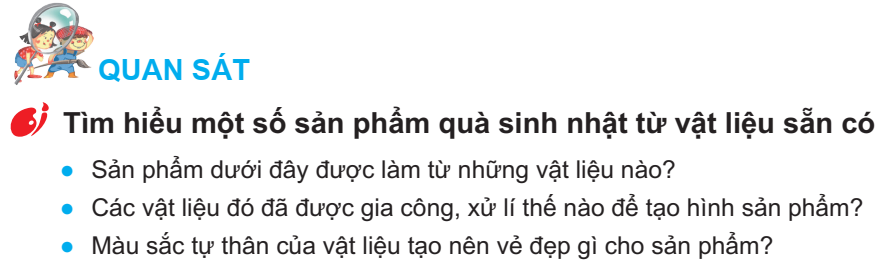 QUAN SÁT
Tìm hiểu một số sản phẩm quà sinh nhật từ vật liệu sẵn có
● Sản phẩm dưới đây được làm từ những vật liệu nào?
● Các vật liệu đó đã được gia công, xử lí thế nào để tạo hình sản phẩm?
● Màu sắc tự thân của vật liệu tạo nên vẻ đẹp gì cho sản phẩm?